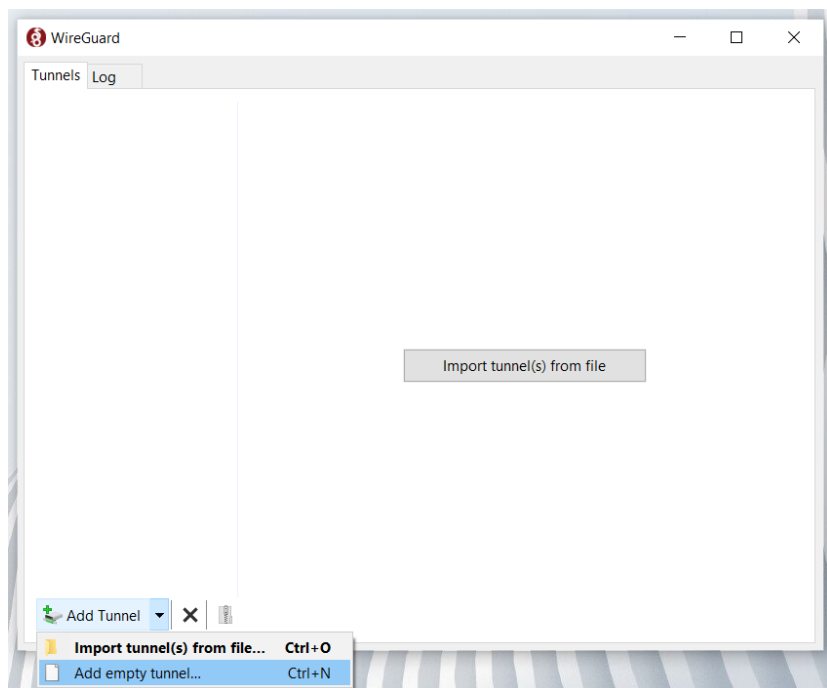 WireGuard
Tunnels Log
Import tunnel(s) from file
Add Tunnel
Import tunnel(s) from file... Ctrl+O
Add empty tunnel... Ctrl+N